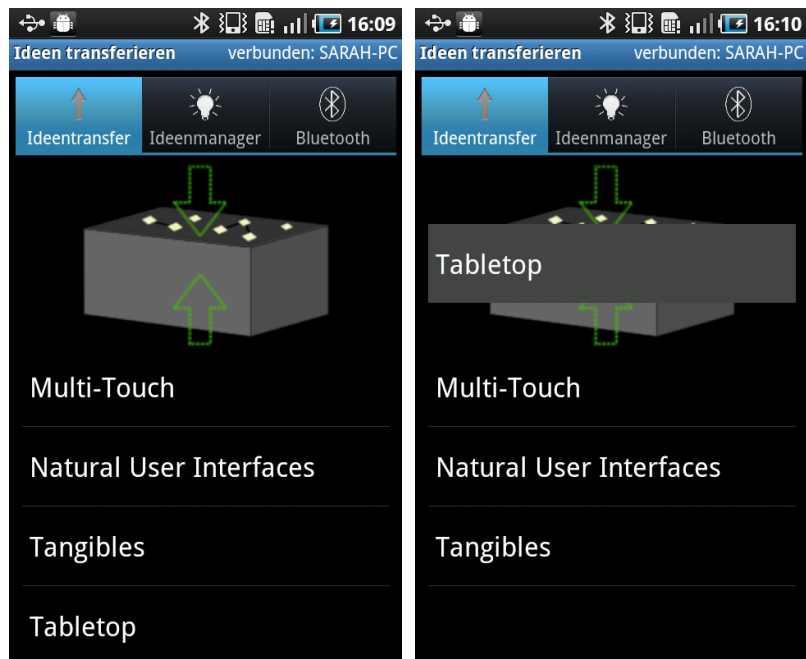 16:09
Ideen transferieren verbunden: SARAH-PC
Ideentransfer Ideenmanager Bluetooth
Multi-Touch
Natural User Interfaces
Tangibles
Tabletop
16:10
Ideen transferieren verbunden: SARAH-PC
Ideentransfer Ideenmanager Bluetooth
Tabletop
Multi-Touch
Natural User Interfaces
Tangibles